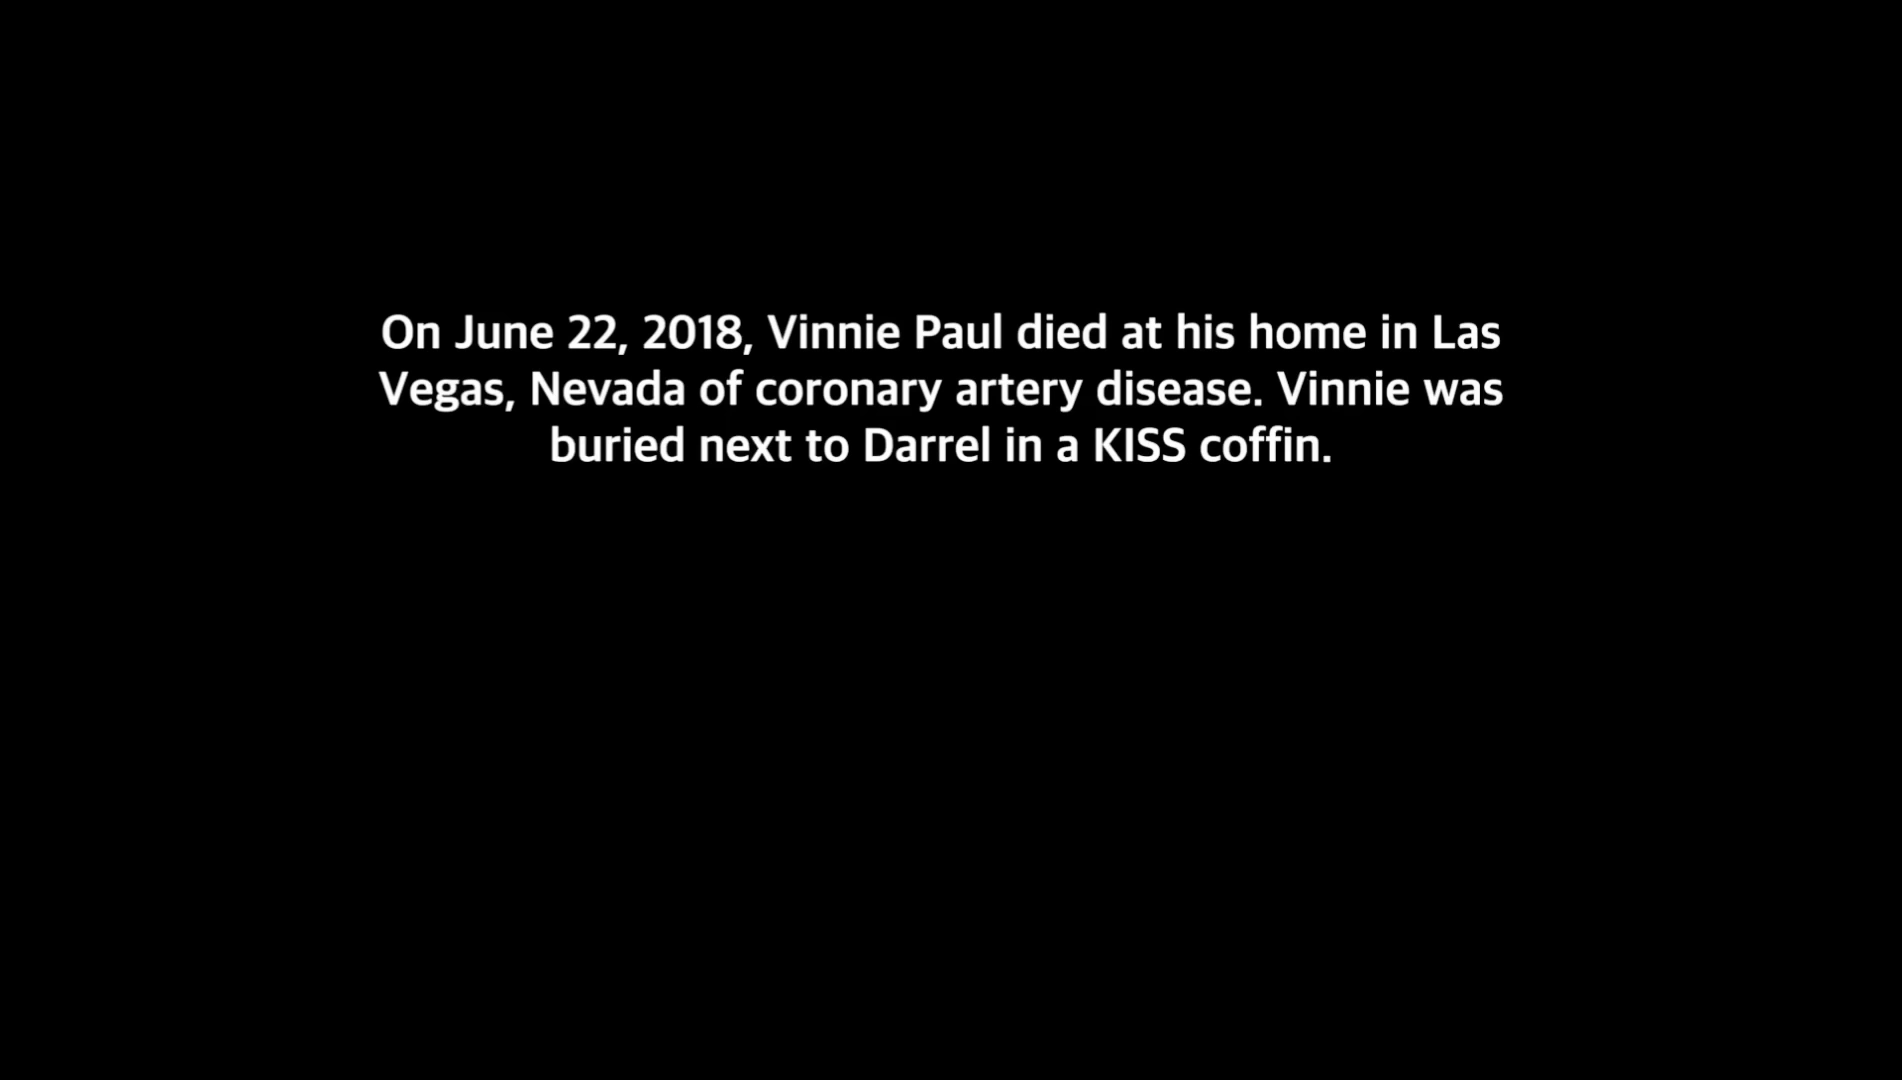 On June 22, 2018, Vinnie Paul died at his home in Las
Vegas, Nevada of coronary artery disease. Vinnie was
buried next to Darrel in a KISS coffin.